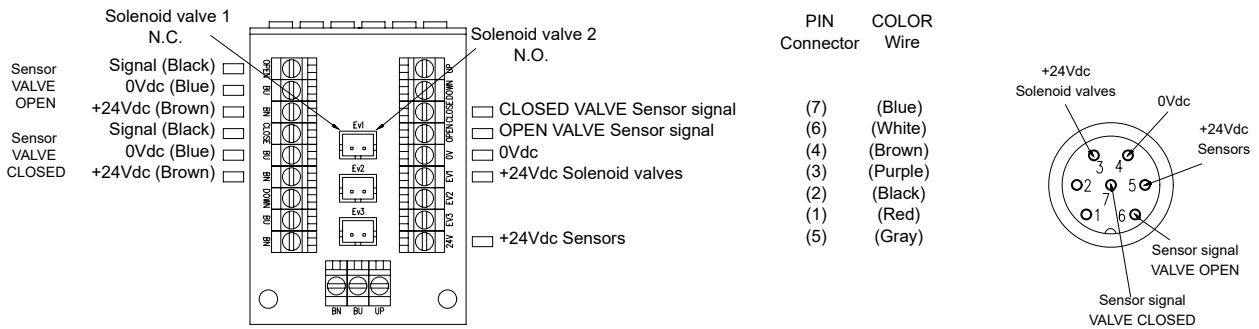 Solenoid valve 1
N.C.
Solenoid valve 2
N.O.
Sensor
VALVE
OPEN
Signal (Black)
0Vdc (Blue)
+24Vdc (Brown)
Sensor
VALVE
CLOSED
Signal (Black)
0Vdc (Blue)
+24Vdc (Brown)
OPEN
BU
BN
CLOSE
BU
BN
DOWN
BU
BN
Ev1
Ev2
Ev3
UP
DOWN
CLOSE
OPEN
0V
EV1
EV2
EV3
24V
BN BU UP
CLOSED VALVE Sensor signal
OPEN VALVE Sensor signal
0Vdc
+24Vdc Solenoid valves
+24Vdc Sensors
PIN COLOR
Connector Wire
(7) (Blue)
(6) (White)
(4) (Brown)
(3) (Purple)
(2) (Black)
(1) (Red)
(5) (Gray)
+24Vdc
Solenoid valves
0Vdc
+24Vdc
Sensors
3 4
2 5
7
1 6
Sensor signal
VALVE OPEN
Sensor signal
VALVE CLOSED